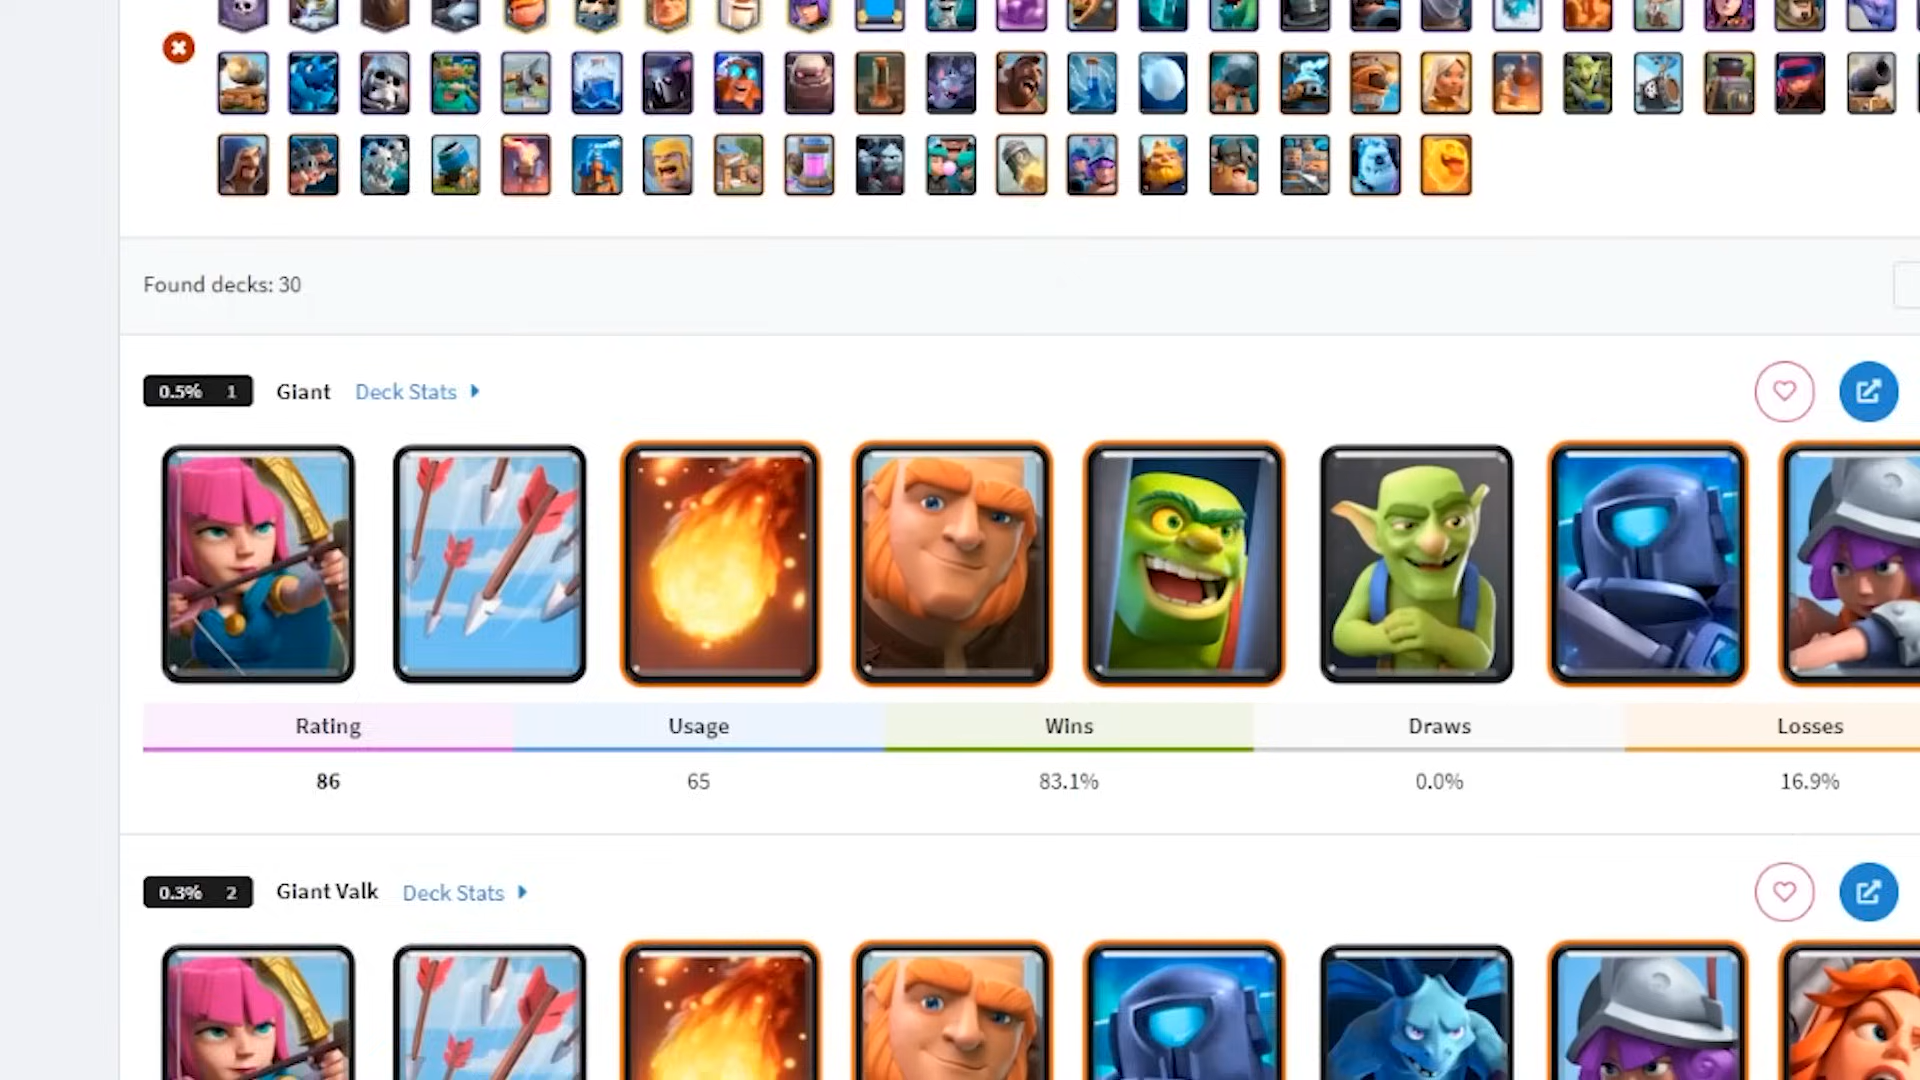 Found decks: 30
0.5% 1 Giant Deck Stats
Rating Usage Wins Draws Losses
86 65 83.1% 0.0% 16.9%
0.3% 2 Giant Valk Deck Stats